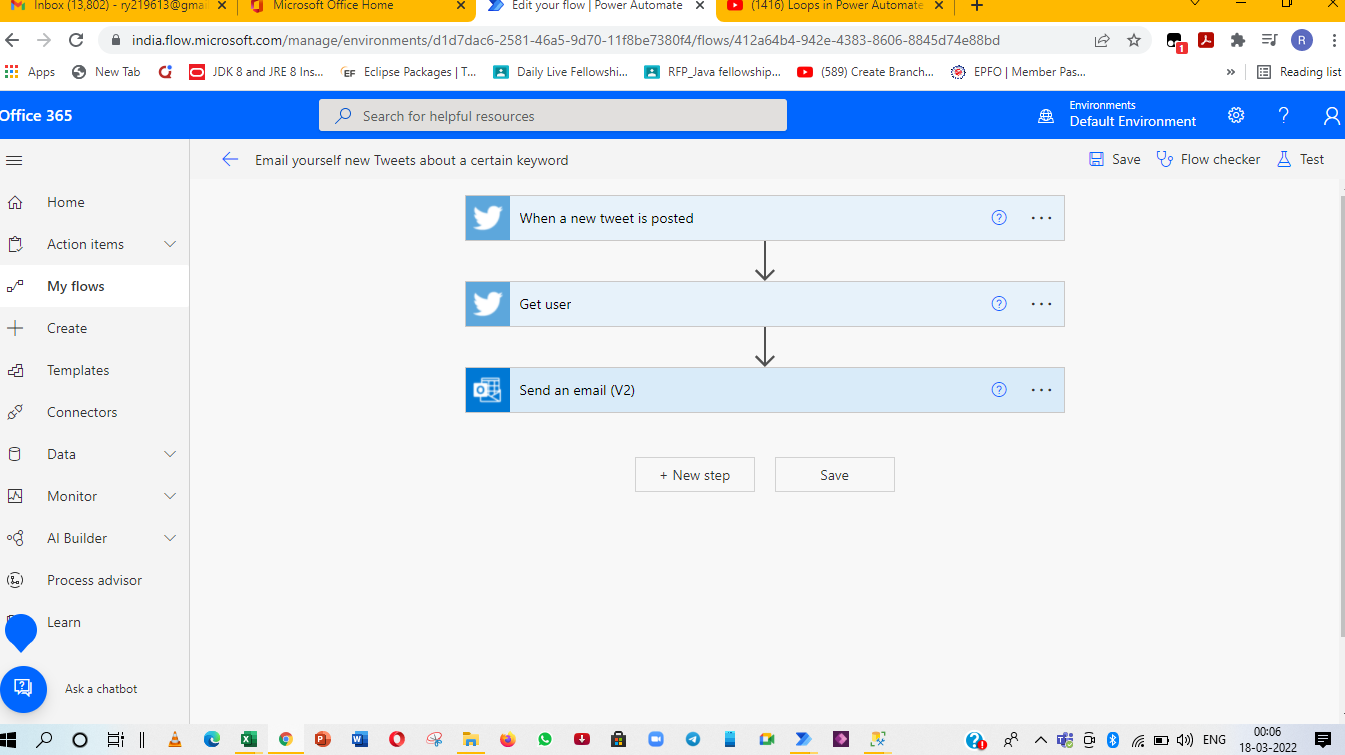 Inbox (13,802) - ry219613@gmai
Microsoft Office Home
Edit your flow | Power Automate
(1416) Loops in Power Automate
india.flow.microsoft.com/manage/environments/d1d7dac6-2581-46a5-9d70-11f8be7380f4/flows/412a64b4-942e-4383-8606-8845d74e88bd
1
R
Apps
New Tab
JDK 8 and JRE 8 Ins...
EF Eclipse Packages | T...
Daily Live Fellowshi...
RFP_Java fellowship...
(589) Create Branch...
EPFO | Member Pas...
»
Reading list
Office 365
Search for helpful resources
Environments
Default Environment
?
Email yourself new Tweets about a certain keyword
Save
Flow checker
Test
Home
Action items
My flows
Create
Templates
Connectors
Data
Monitor
AI Builder
Process advisor
Learn
Ask a chatbot
When a new tweet is posted
Get user
Send an email (V2)
+ New step
Save
ENG
00:06
18-03-2022